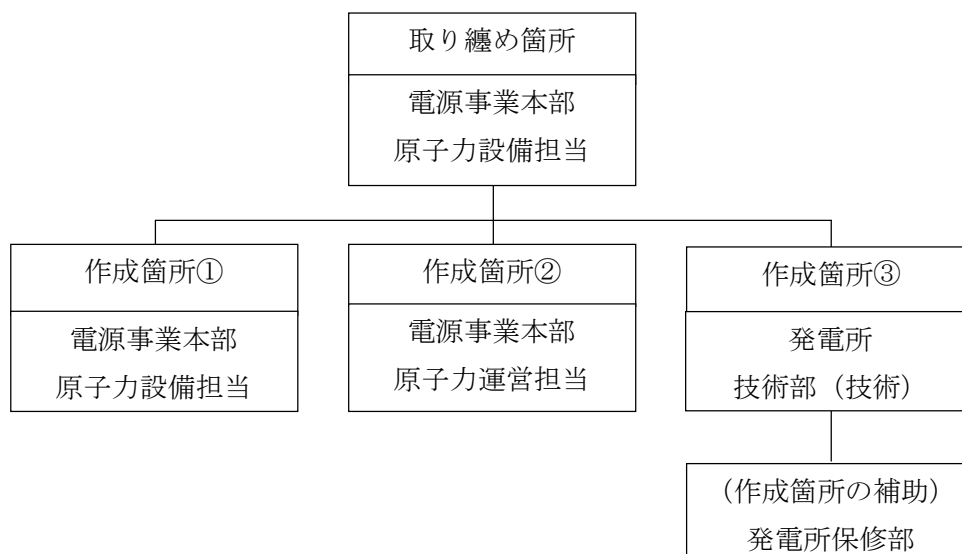 取り纏め箇所
電源事業本部
原子力設備担当
作成箇所①
電源事業本部
原子力設備担当
作成箇所②
電源事業本部
原子力運営担当
作成箇所③
発電所
技術部（技術）
（作成箇所の補助）
発電所保修部